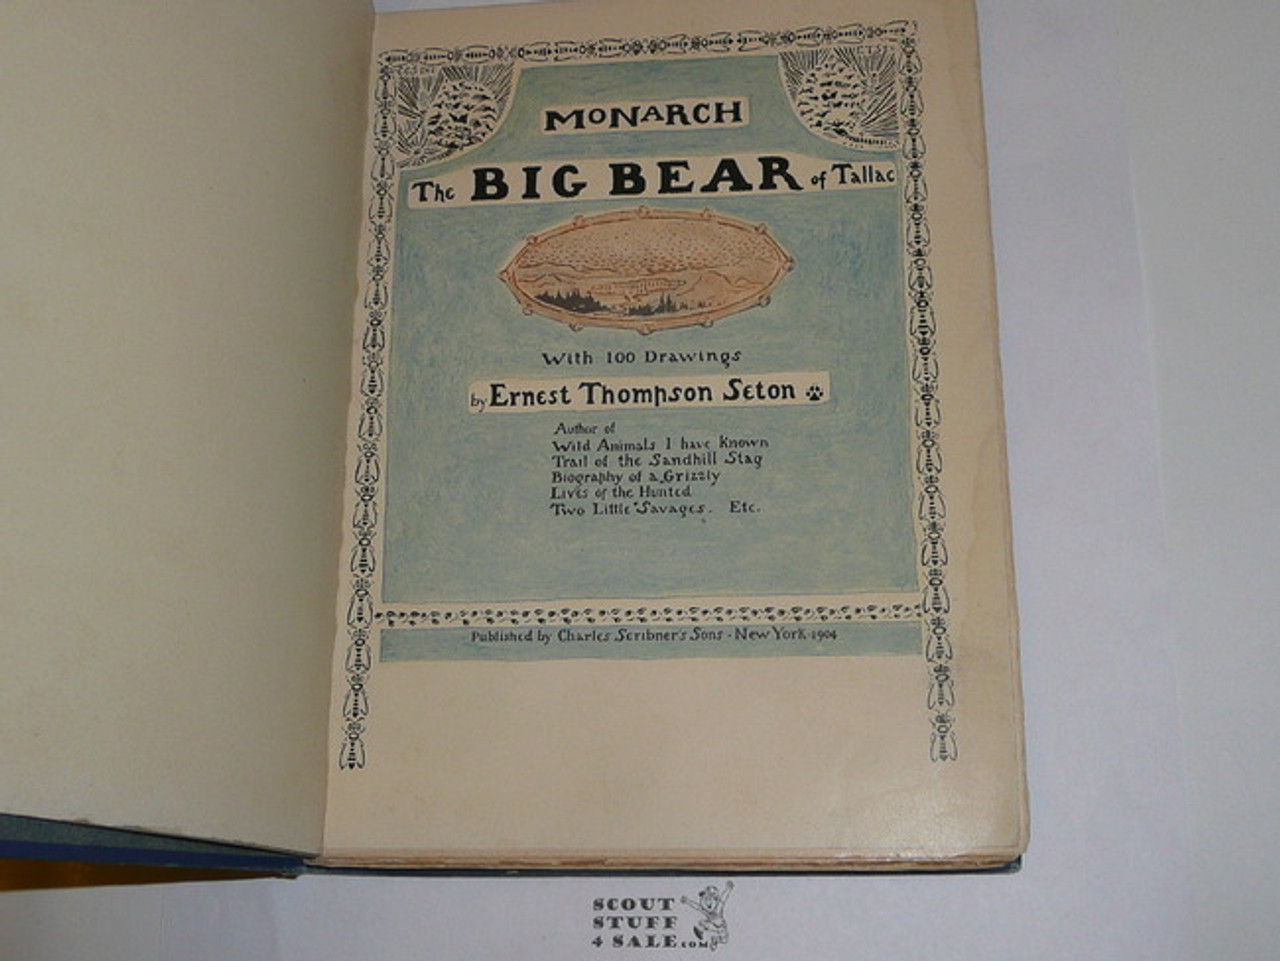 MONARCH
The BIG BEAR of Tallac
With 100 Drawings
by Ernest Thompson Seton
Author of
Wild Animals I have Known
Trail of the Sandhill Stag
Biography of a Grizzly
Lives of the Hunted
Two Little Savages. Etc.
Published by Charles Scribner's Sons - New York - 1904
SCOUT
STUFF
4 SALE.COM